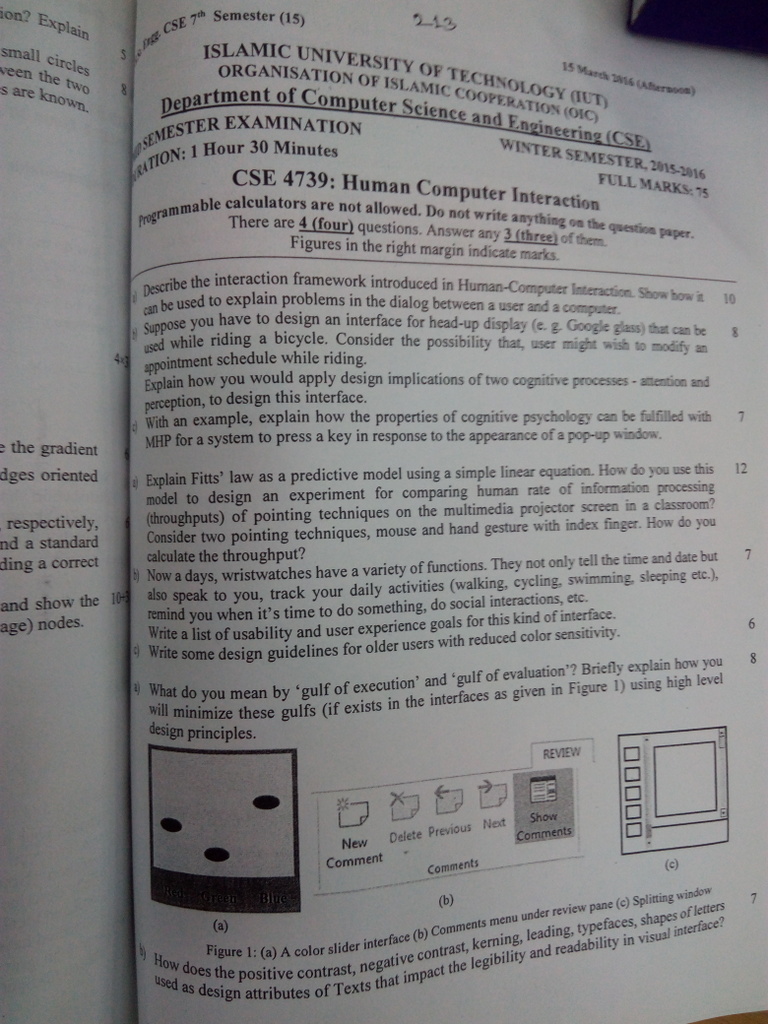 ion? Explain
small circles 5
ween the two 8
s are known.
4×3
e the gradient
dges oriented
, respectively,
nd a standard
ding a correct
and show the 10+
age) nodes.
Engg. CSE 7th Semester (15)
213
15 March 2016 (Afternoon)
ISLAMIC UNIVERSITY OF TECHNOLOGY (IUT)
ORGANISATION OF ISLAMIC COOPERATION (OIC)
Department of Computer Science and Engineering (CSE)
SEMESTER EXAMINATION WINTER SEMESTER, 2015-2016
RATION: 1 Hour 30 Minutes FULL MARKS: 75
CSE 4739: Human Computer Interaction
Programmable calculators are not allowed. Do not write anything on the question paper.
There are 4 (four) questions. Answer any 3 (three) of them.
Figures in the right margin indicate marks.
a) Describe the interaction framework introduced in Human-Computer Interaction. Show how it 10
can be used to explain problems in the dialog between a user and a computer.
b) Suppose you have to design an interface for head-up display (e. g. Google glass) that can be 8
used while riding a bicycle. Consider the possibility that, user might wish to modify an
appointment schedule while riding.
Explain how you would apply design implications of two cognitive processes - attention and
perception, to design this interface.
c) With an example, explain how the properties of cognitive psychology can be fulfilled with 7
MHP for a system to press a key in response to the appearance of a pop-up window.
a) Explain Fitts' law as a predictive model using a simple linear equation. How do you use this 12
model to design an experiment for comparing human rate of information processing
(throughputs) of pointing techniques on the multimedia projector screen in a classroom?
Consider two pointing techniques, mouse and hand gesture with index finger. How do you
calculate the throughput?
b) Now a days, wristwatches have a variety of functions. They not only tell the time and date but 7
also speak to you, track your daily activities (walking, cycling, swimming, sleeping etc.),
remind you when it's time to do something, do social interactions, etc.
Write a list of usability and user experience goals for this kind of interface.
c) Write some design guidelines for older users with reduced color sensitivity. 6
a) What do you mean by 'gulf of execution' and 'gulf of evaluation'? Briefly explain how you 8
will minimize these gulfs (if exists in the interfaces as given in Figure 1) using high level
design principles.
REVIEW
New Comment
Delete
Previous
Next
Show Comments
Comments
Red Green Blue
(a)
(b)
(c)
Figure 1: (a) A color slider interface (b) Comments menu under review pane (c) Splitting window
b) How does the positive contrast, negative contrast, kerning, leading, typefaces, shapes of letters 7
used as design attributes of Texts that impact the legibility and readability in visual interface?